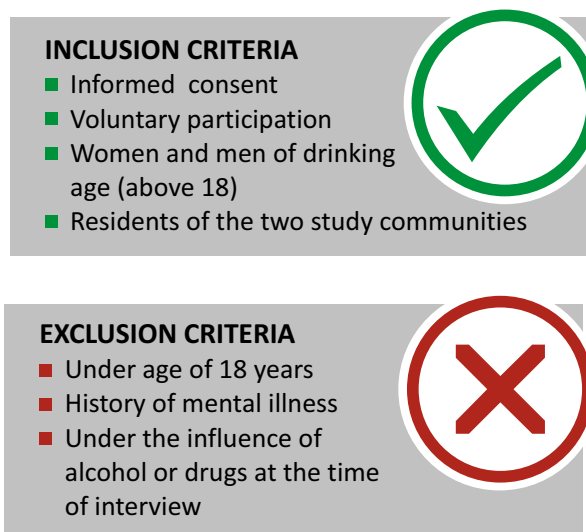 INCLUSION CRITERIA
Informed consent
Voluntary participation
Women and men of drinking
age (above 18)
Residents of the two study communities
EXCLUSION CRITERIA
Under age of 18 years
History of mental illness
Under the influence of
alcohol or drugs at the time
of interview